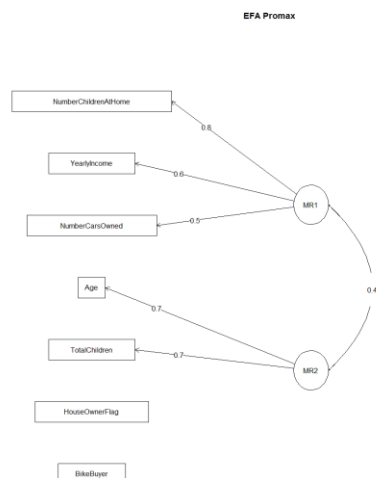 EFA Promax
NumberChildrenAtHome
0.8
YearlyIncome
0.6
MR1
NumberCarsOwned
0.5
Age
0.4
0.7
TotalChildren
0.7
MR2
HouseOwnerFlag
BikeBuyer